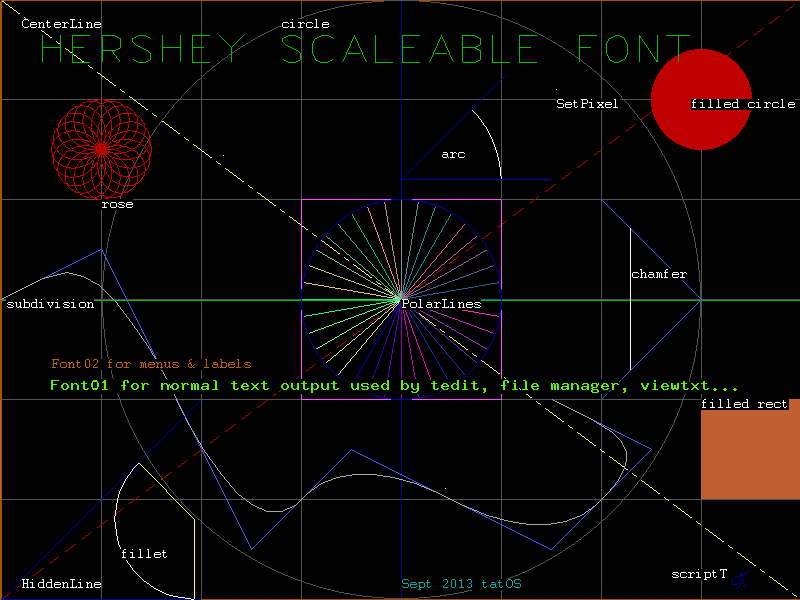 CenterLine
circle
HERSHEY SCALEABLE FONT
SetPixel
filled circle
arc
rose
chamfer
subdivision
PolarLines
Font02 for menus & labels
Font01 for normal text output used by tedit, file manager, viewtxt...
filled rect
fillet
scriptT
HiddenLine
Sept 2013 tatOS